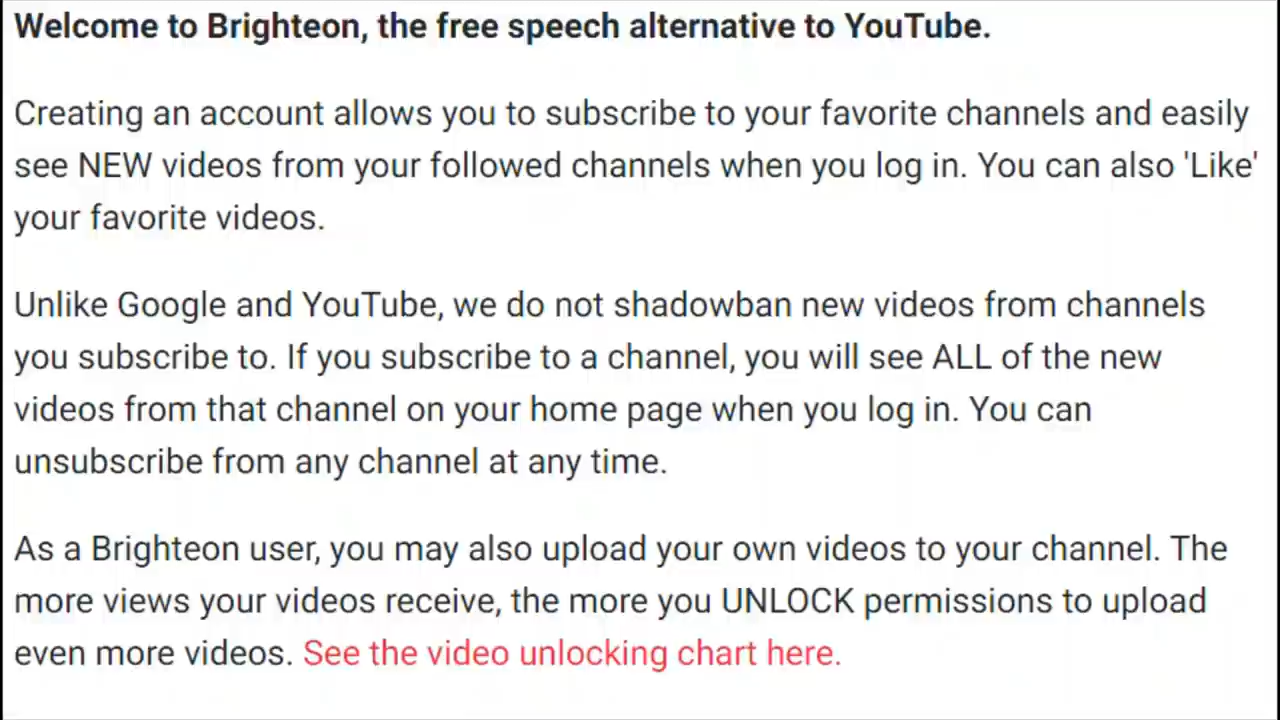 Welcome to Brighteon, the free speech alternative to YouTube.
Creating an account allows you to subscribe to your favorite channels and easily
see NEW videos from your followed channels when you log in. You can also 'Like'
your favorite videos.
Unlike Google and YouTube, we do not shadowban new videos from channels
you subscribe to. If you subscribe to a channel, you will see ALL of the new
videos from that channel on your home page when you log in. You can
unsubscribe from any channel at any time.
As a Brighteon user, you may also upload your own videos to your channel. The
more views your videos receive, the more you UNLOCK permissions to upload
even more videos. See the video unlocking chart here.